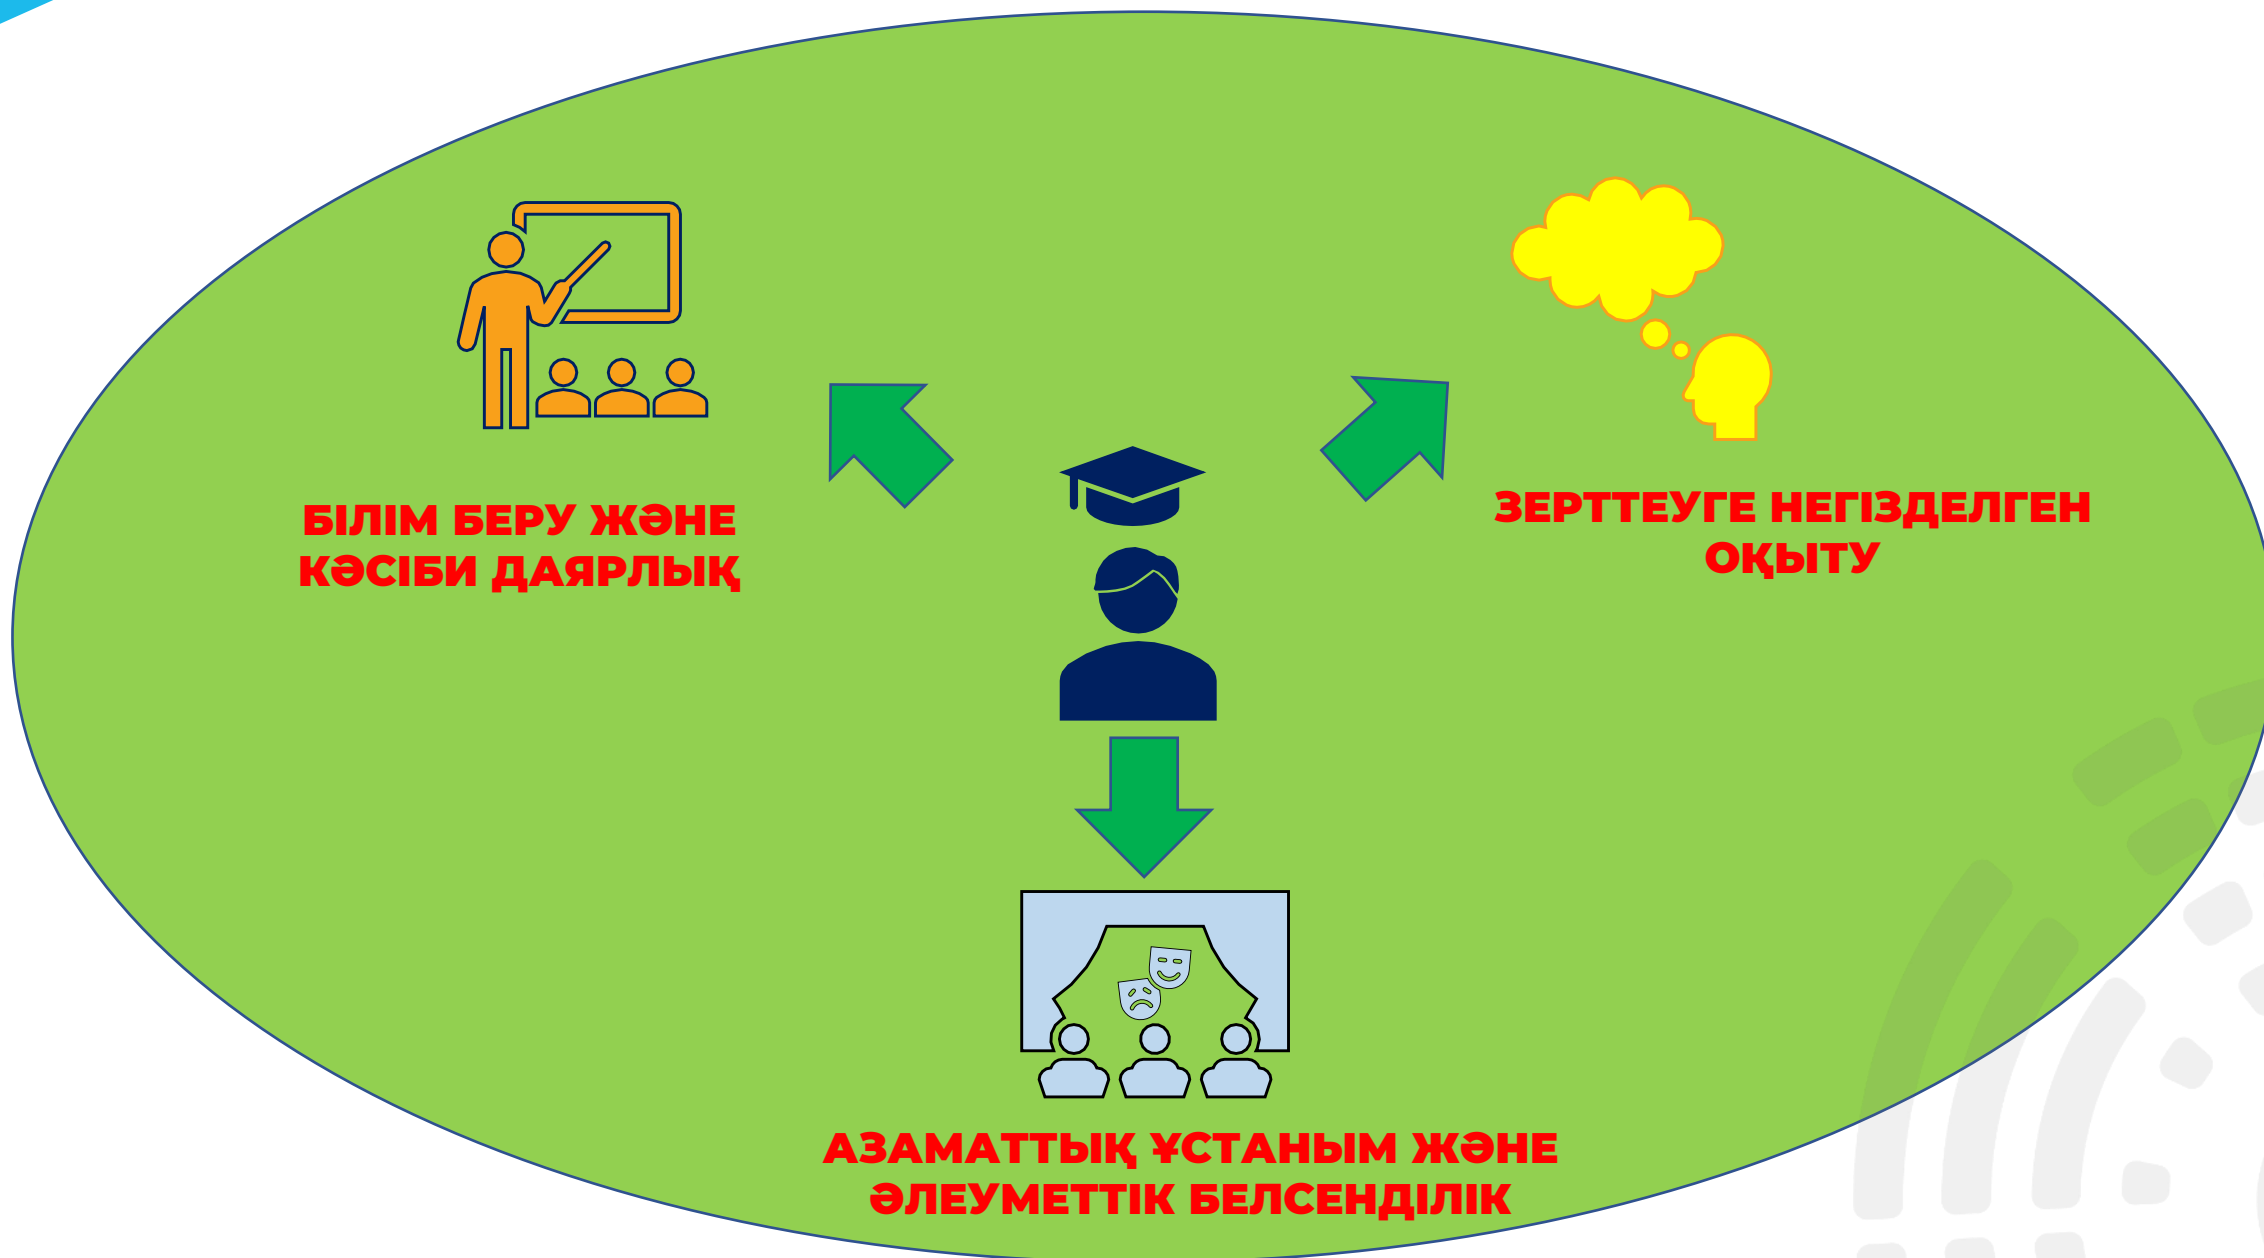 БІЛІМ БЕРУ ЖӘНЕ
КӘСІБИ ДАЯРЛЫҚ
ЗЕРТТЕУГЕ НЕГІЗДЕЛГЕН
ОҚЫТУ
АЗАМАТТЫҚ ҰСТАНЫМ ЖӘНЕ
ӘЛЕУМЕТТІК БЕЛСЕНДІЛІК